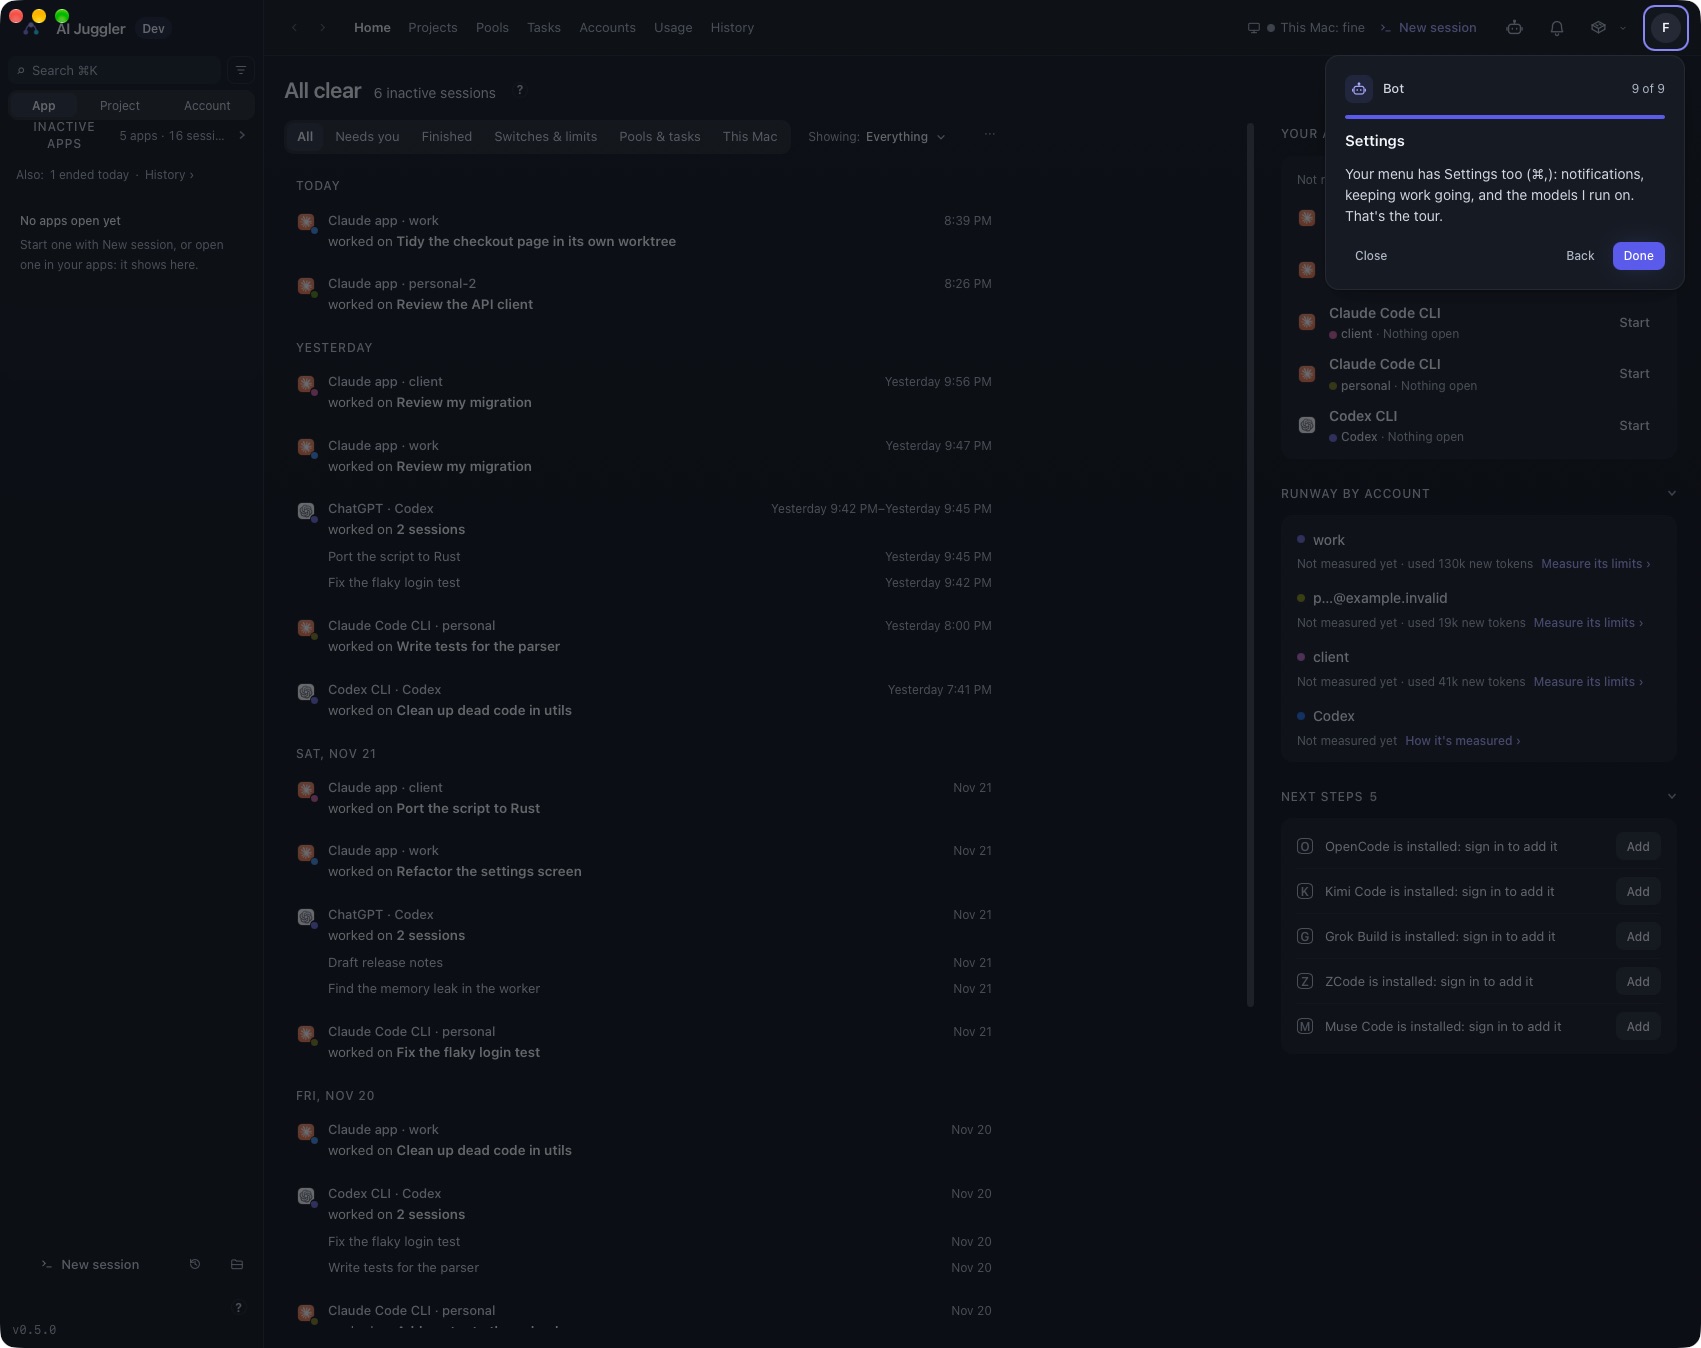 AI Juggler Dev
Search ⌘K
App Project Account
INACTIVE APPS 5 apps · 16 sessi... ›
Also: 1 ended today · History ›
No apps open yet
Start one with New session, or open
one in your apps: it shows here.
New session
?
v0.5.0
Home Projects Pools Tasks Accounts Usage History
This Mac: fine
New session
F
All clear 6 inactive sessions ?
All Needs you Finished Switches & limits Pools & tasks This Mac Showing: Everything ...
TODAY
Claude app · work 8:39 PM
worked on Tidy the checkout page in its own worktree
Claude app · personal-2 8:26 PM
worked on Review the API client
YESTERDAY
Claude app · client Yesterday 9:56 PM
worked on Review my migration
Claude app · work Yesterday 9:47 PM
worked on Review my migration
ChatGPT · Codex Yesterday 9:42 PM–Yesterday 9:45 PM
worked on 2 sessions
Port the script to Rust Yesterday 9:45 PM
Fix the flaky login test Yesterday 9:42 PM
Claude Code CLI · personal Yesterday 8:00 PM
worked on Write tests for the parser
Codex CLI · Codex Yesterday 7:41 PM
worked on Clean up dead code in utils
SAT, NOV 21
Claude app · client Nov 21
worked on Port the script to Rust
Claude app · work Nov 21
worked on Refactor the settings screen
ChatGPT · Codex Nov 21
worked on 2 sessions
Draft release notes Nov 21
Find the memory leak in the worker Nov 21
Claude Code CLI · personal Nov 21
worked on Fix the flaky login test
FRI, NOV 20
Claude app · work Nov 20
worked on Clean up dead code in utils
Codex CLI · Codex Nov 20
worked on 2 sessions
Fix the flaky login test Nov 20
Write tests for the parser Nov 20
Claude Code CLI · personal Nov 20
Bot 9 of 9
Settings
Your menu has Settings too (⌘,): notifications,
keeping work going, and the models I run on.
That's the tour.
Close Back Done
YOUR
Claude Code CLI
client · Nothing open Start
Claude Code CLI
personal · Nothing open Start
Codex CLI
Codex · Nothing open Start
RUNWAY BY ACCOUNT
work
Not measured yet · used 130k new tokens Measure its limits ›
p...@example.invalid
Not measured yet · used 19k new tokens Measure its limits ›
client
Not measured yet · used 41k new tokens Measure its limits ›
Codex
Not measured yet How it's measured ›
NEXT STEPS 5
O OpenCode is installed: sign in to add it Add
K Kimi Code is installed: sign in to add it Add
G Grok Build is installed: sign in to add it Add
Z ZCode is installed: sign in to add it Add
M Muse Code is installed: sign in to add it Add